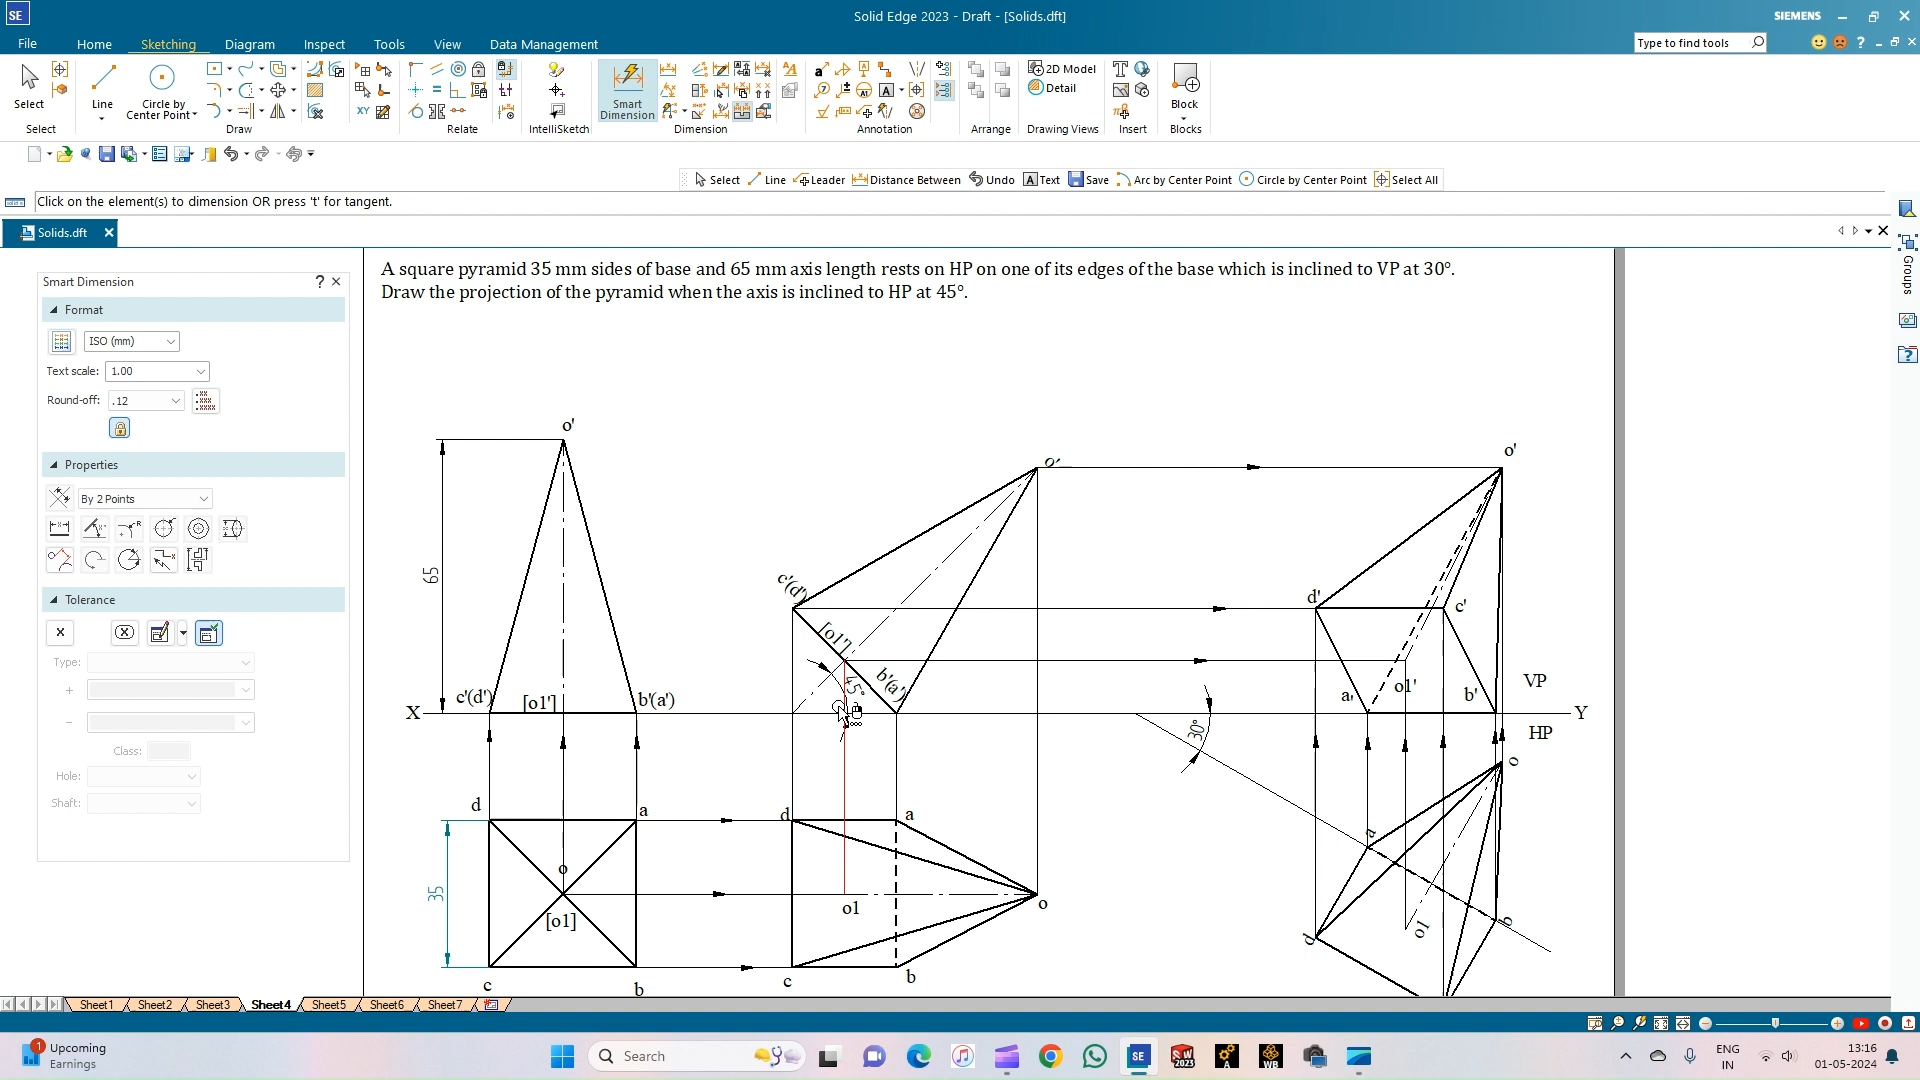 SE
Solid Edge 2023 - Draft - [Solids.dft]
SIEMENS
File Home Sketching Diagram Inspect Tools View Data Management
Type to find tools
Select
Line
Circle by Center Point
Smart Dimension
2D Model
Detail
Block
Select Draw Relate IntelliSketch Dimension Annotation Arrange Drawing Views Insert Blocks
Select Line Leader Distance Between Undo Text Save Arc by Center Point Circle by Center Point Select All
Click on the element(s) to dimension OR press 't' for tangent.
Solids.dft
Groups
Smart Dimension
Format
ISO (mm)
Text scale: 1.00
Round-off: .12
Properties
By 2 Points
Tolerance
Type:
+
−
Class:
Hole:
Shaft:
A square pyramid 35 mm sides of base and 65 mm axis length rests on HP on one of its edges of the base which is inclined to VP at 30°.
Draw the projection of the pyramid when the axis is inclined to HP at 45°.
o'
o'
o'
65
c'(d')
d'
c'
[o1']
b'(a')
45°
c'(d') [o1'] b'(a')
a' o1' b'
VP
X
Y
30°
HP
o
d a
d a
a
35
o
[o1]
o1
o
d
o1
b
c b
c b
Sheet1 Sheet2 Sheet3 Sheet4 Sheet5 Sheet6 Sheet7
1
Upcoming
Earnings
Search
SE
ENG
IN
13:16
01-05-2024